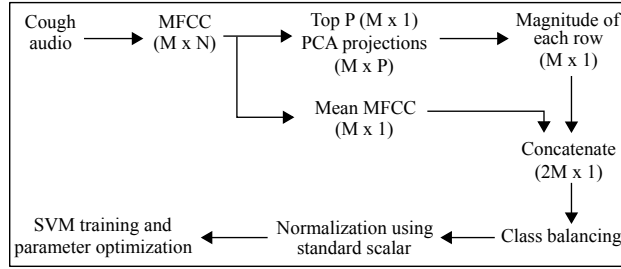 Cough
audio
MFCC
(M x N)
Top P (M x 1)
PCA projections
(M x P)
Magnitude of
each row
(M x 1)
Mean MFCC
(M x 1)
Concatenate
(2M x 1)
Class balancing
Normalization using
standard scalar
SVM training and
parameter optimization